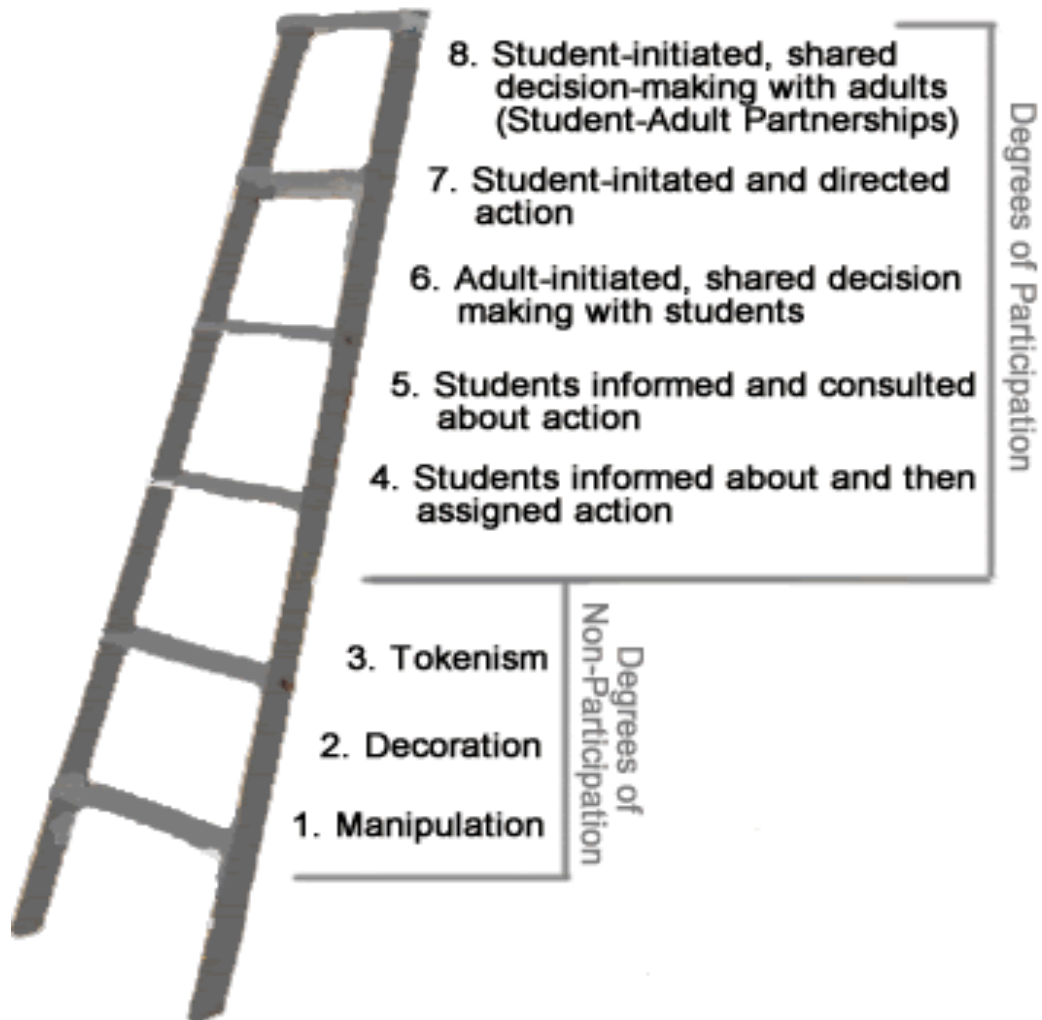 8. Student-initiated, shared
decision-making with adults
(Student-Adult Partnerships)
7. Student-initated and directed
action
6. Adult-initiated, shared decision
making with students
5. Students informed and consulted
about action
4. Students informed about and then
assigned action
Degrees of Participation
3. Tokenism
2. Decoration
1. Manipulation
Degrees of
Non-Participation